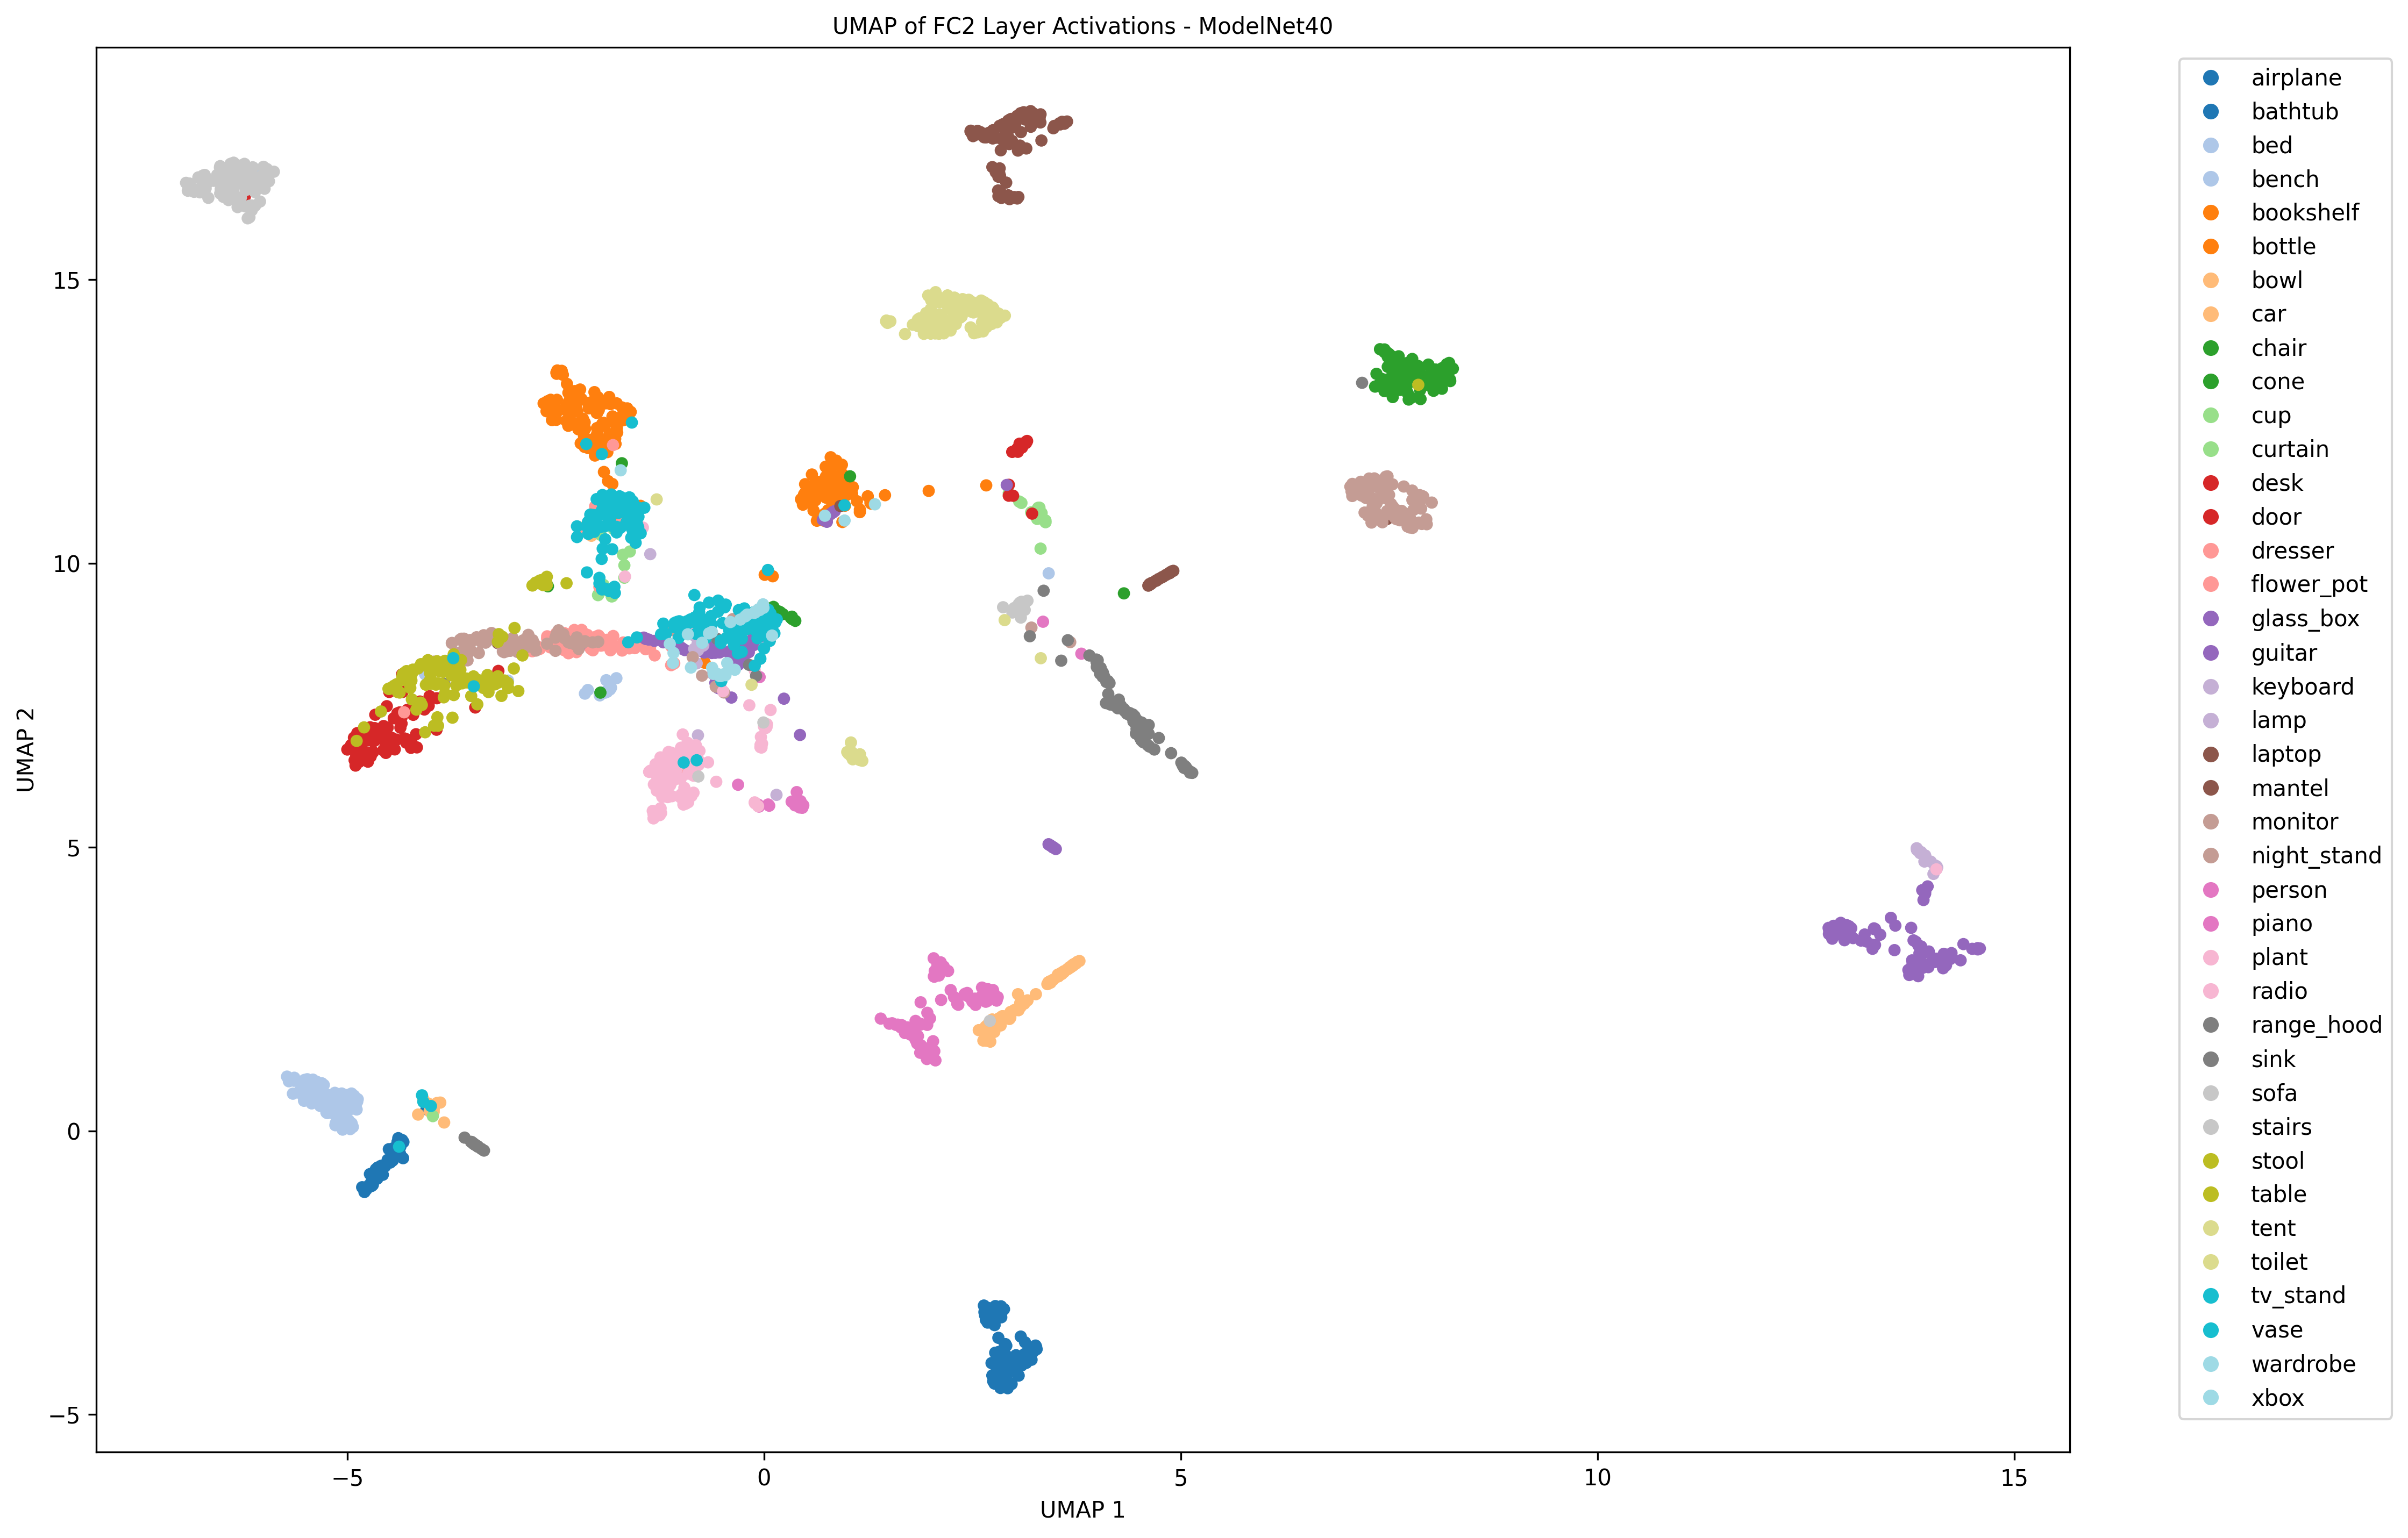 UMAP of FC2 Layer Activations - ModelNet40
15
10
5
0
−5
UMAP 2
−5
0
5
10
15
UMAP 1
airplane
bathtub
bed
bench
bookshelf
bottle
bowl
car
chair
cone
cup
curtain
desk
door
dresser
flower_pot
glass_box
guitar
keyboard
lamp
laptop
mantel
monitor
night_stand
person
piano
plant
radio
range_hood
sink
sofa
stairs
stool
table
tent
toilet
tv_stand
vase
wardrobe
xbox